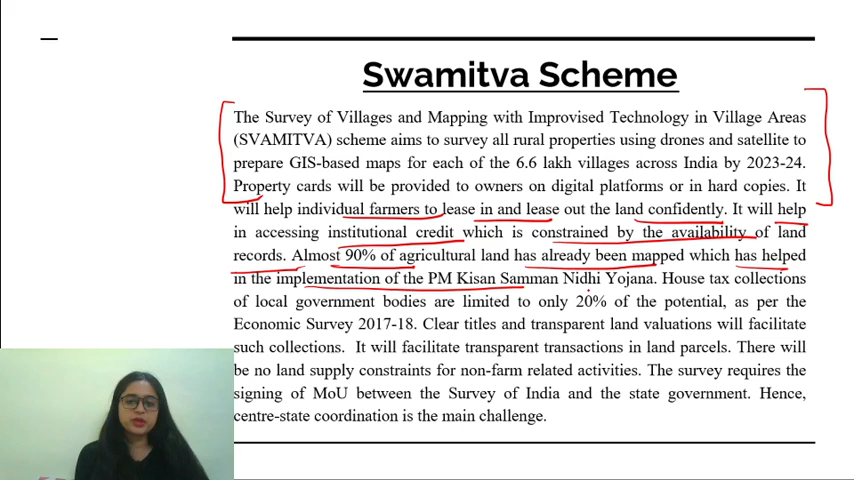 Swamitva Scheme
The Survey of Villages and Mapping with Improvised Technology in Village Areas
(SVAMITVA) scheme aims to survey all rural properties using drones and satellite to
prepare GIS-based maps for each of the 6.6 lakh villages across India by 2023-24.
Property cards will be provided to owners on digital platforms or in hard copies. It
will help individual farmers to lease in and lease out the land confidently. It will help
in accessing institutional credit which is constrained by the availability of land
records. Almost 90% of agricultural land has already been mapped which has helped
in the implementation of the PM Kisan Samman Nidhi Yojana. House tax collections
of local government bodies are limited to only 20% of the potential, as per the
Economic Survey 2017-18. Clear titles and transparent land valuations will facilitate
such collections. It will facilitate transparent transactions in land parcels. There will
be no land supply constraints for non-farm related activities. The survey requires the
signing of MoU between the Survey of India and the state government. Hence,
centre-state coordination is the main challenge.